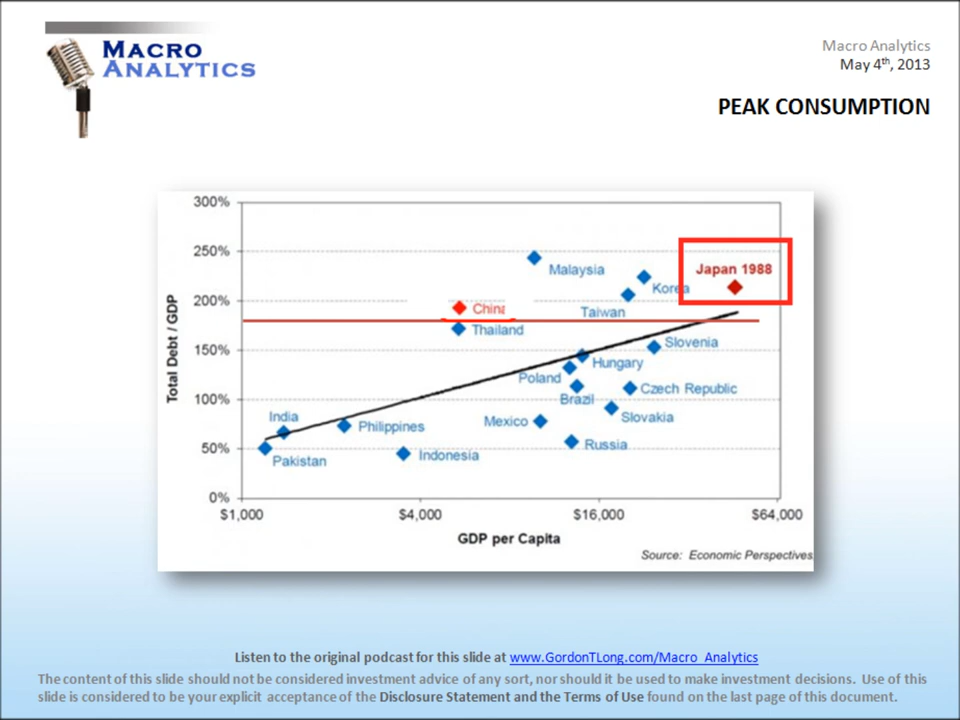 MACRO
ANALYTICS
Macro Analytics
May 4th, 2013
PEAK CONSUMPTION
300%
250%
200%
150%
100%
50%
0%
Total Debt / GDP
Malaysia
Japan 1988
Korea
China
Taiwan
Thailand
Slovenia
Hungary
Poland
Czech Republic
Brazil
India
Mexico
Slovakia
Philippines
Russia
Pakistan
Indonesia
$1,000
$4,000
$16,000
$64,000
GDP per Capita
Source: Economic Perspectives
Listen to the original podcast for this slide at www.GordonTLong.com/Macro_Analytics
The content of this slide should not be considered investment advice of any sort, nor should it be used to make investment decisions. Use of this
slide is considered to be your explicit acceptance of the Disclosure Statement and the Terms of Use found on the last page of this document.